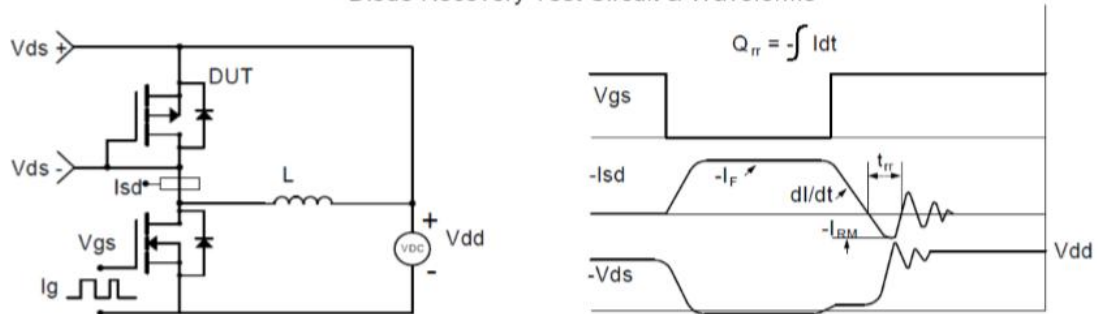 Diode Recovery Test Circuit & Waveforms
Vds +
DUT
Vds -
Isd
L
Vgs
Ig
+
VDC
-
Vdd
Qrr = -∫ Idt
Vgs
-Isd
-IF
dI/dt
trr
-IRM
-Vds
Vdd